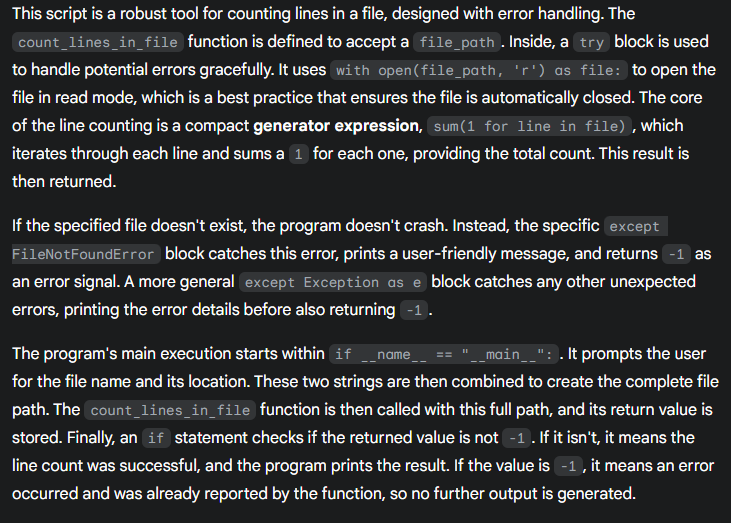 This script is a robust tool for counting lines in a file, designed with error handling. The
count_lines_in_file function is defined to accept a file_path. Inside, a try block is used
to handle potential errors gracefully. It uses with open(file_path, 'r') as file: to open the
file in read mode, which is a best practice that ensures the file is automatically closed. The core
of the line counting is a compact generator expression, sum(1 for line in file), which
iterates through each line and sums a 1 for each one, providing the total count. This result is
then returned.
If the specified file doesn't exist, the program doesn't crash. Instead, the specific except
FileNotFoundError block catches this error, prints a user-friendly message, and returns -1 as
an error signal. A more general except Exception as e block catches any other unexpected
errors, printing the error details before also returning -1.
The program's main execution starts within if __name__ == "__main__":. It prompts the user
for the file name and its location. These two strings are then combined to create the complete file
path. The count_lines_in_file function is then called with this full path, and its return value is
stored. Finally, an if statement checks if the returned value is not -1. If it isn't, it means the
line count was successful, and the program prints the result. If the value is -1, it means an error
occurred and was already reported by the function, so no further output is generated.